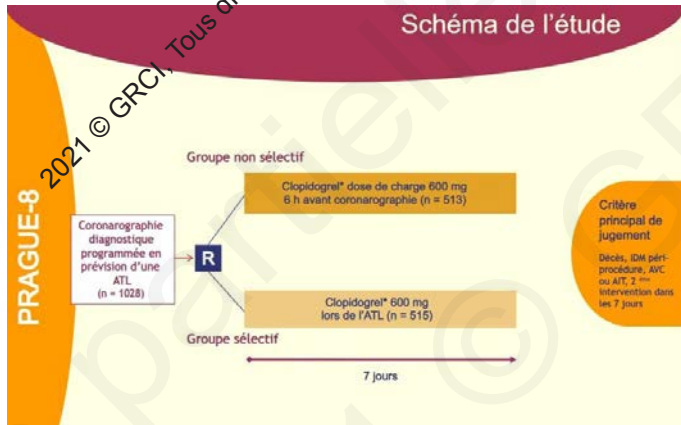 Schéma de l'étude
2021 © GRCI, Tous
PRAGUE-8
Coronarographie
diagnostique
programmée en
prévision d'une
ATL
(n = 1028)
R
Groupe non sélectif
Clopidogrel* dose de charge 600 mg
6 h avant coronarographie (n = 513)
Clopidogrel* 600 mg
lors de l'ATL (n = 515)
Groupe sélectif
7 jours
Critère
principal de
jugement
Décès, IDM péri-
procédure, AVC
ou AIT, 2 ème
intervention dans
les 7 jours